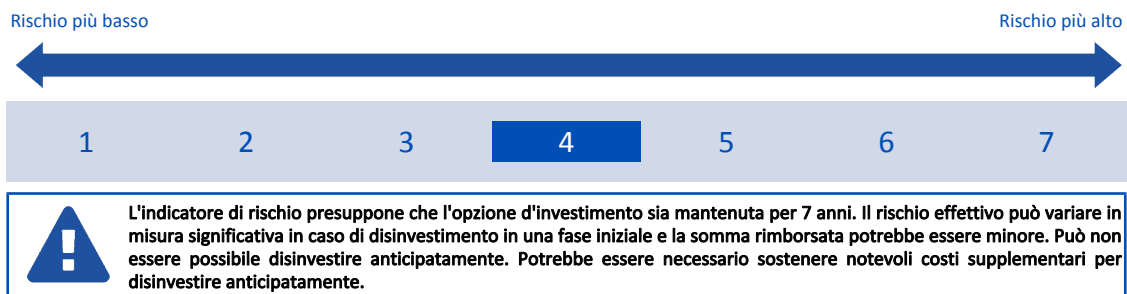 Rischio più basso Rischio più alto
1 2 3 4 5 6 7
L'indicatore di rischio presuppone che l'opzione d'investimento sia mantenuta per 7 anni. Il rischio effettivo può variare in
misura significativa in caso di disinvestimento in una fase iniziale e la somma rimborsata potrebbe essere minore. Può non
essere possibile disinvestire anticipatamente. Potrebbe essere necessario sostenere notevoli costi supplementari per
disinvestire anticipatamente.